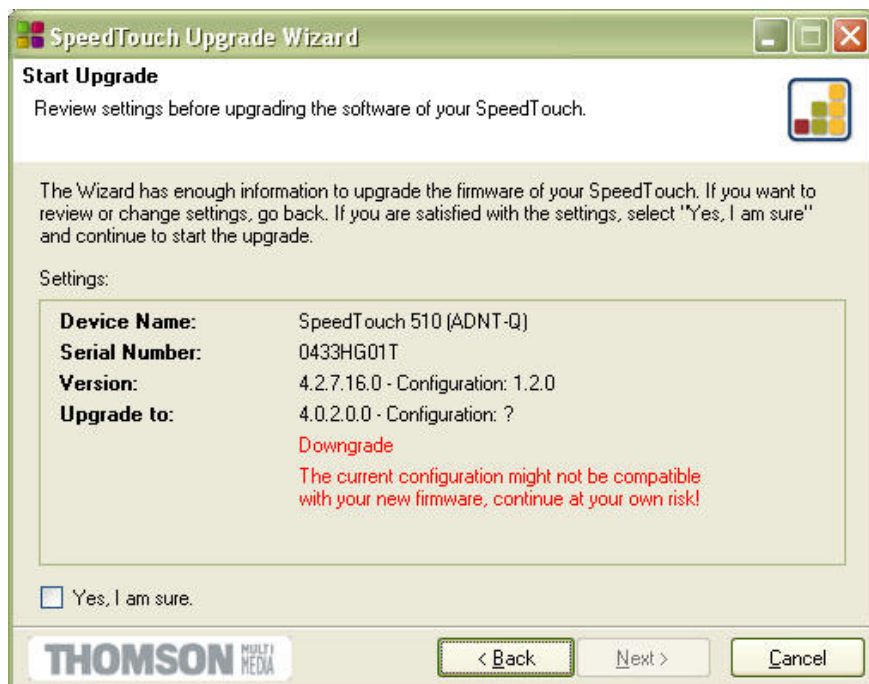 SpeedTouch Upgrade Wizard
Start Upgrade
Review settings before upgrading the software of your SpeedTouch.
The Wizard has enough information to upgrade the firmware of your SpeedTouch. If you want to
review or change settings, go back. If you are satisfied with the settings, select "Yes, I am sure"
and continue to start the upgrade.
Settings:
Device Name: SpeedTouch 510 (ADNT-Q)
Serial Number: 0433HG01T
Version: 4.2.7.16.0 - Configuration: 1.2.0
Upgrade to: 4.0.2.0.0 - Configuration: ?
Downgrade
The current configuration might not be compatible
with your new firmware, continue at your own risk!
Yes, I am sure.
THOMSON MULTI MEDIA
< Back Next > Cancel